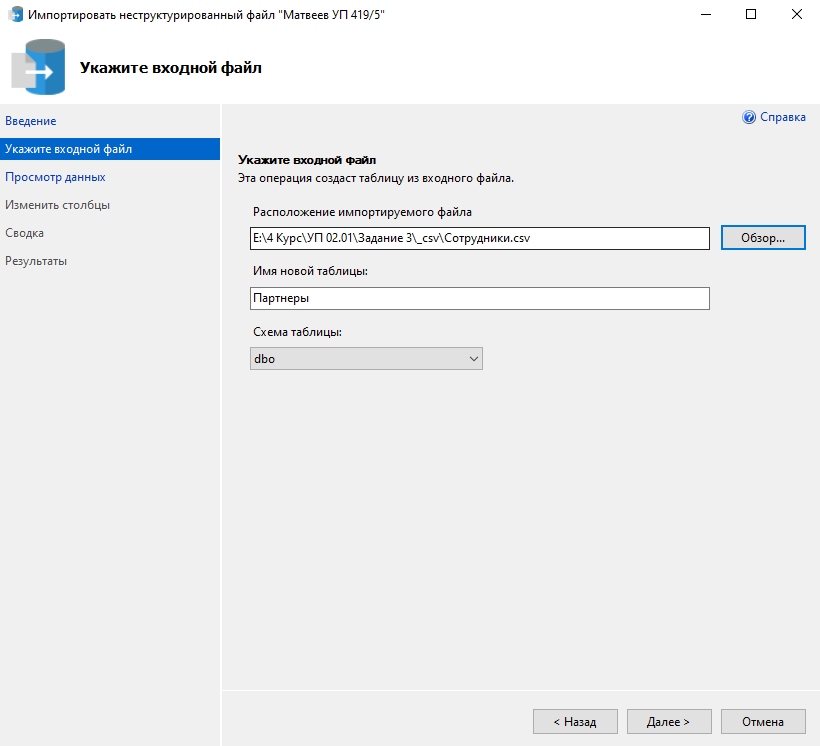 Импортировать неструктурированный файл "Матвеев УП 419/5"
Укажите входной файл
Введение
Укажите входной файл
Просмотр данных
Изменить столбцы
Сводка
Результаты
Справка
Укажите входной файл
Эта операция создаст таблицу из входного файла.
Расположение импортируемого файла
E:\4 Курс\УП 02.01\Задание 3\_csv\Сотрудники.csv
Обзор...
Имя новой таблицы:
Партнеры
Схема таблицы:
dbo
< Назад
Далее >
Отмена